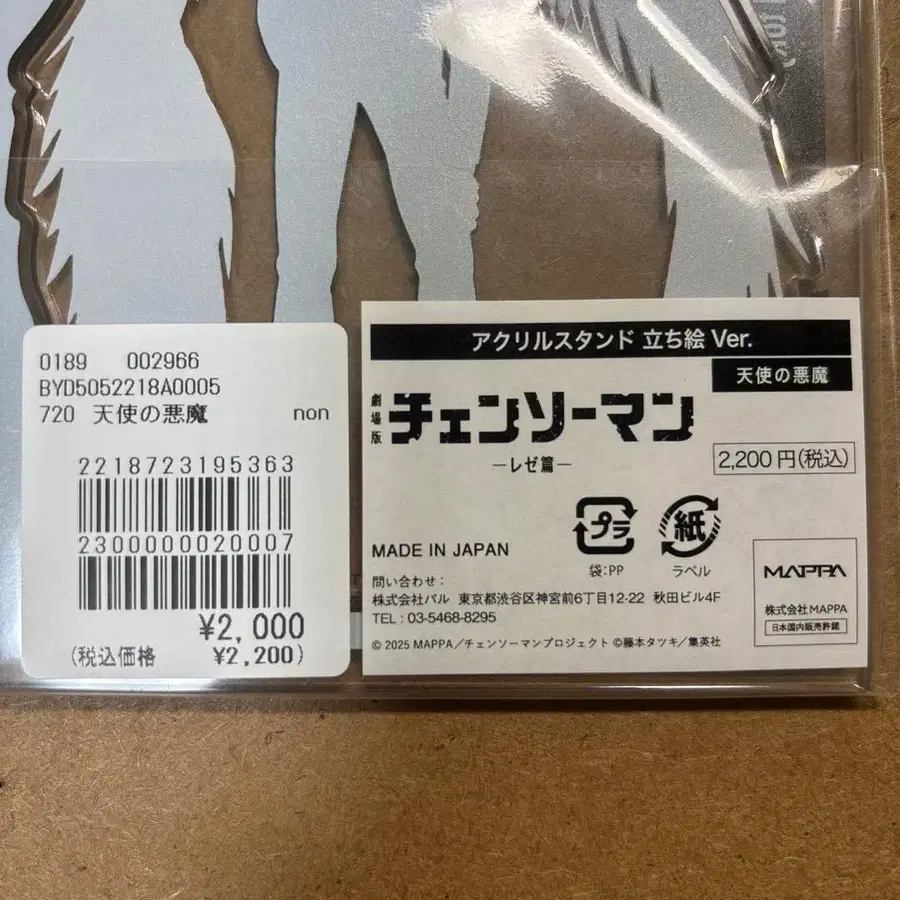 0189 002966
BYD5052218A0005
720 天使の悪魔 non
2218723195363
2300000020007
¥2,000
(税込価格 ¥2,200)
アクリルスタンド 立ち絵 Ver.
天使の悪魔
劇場版
チェンソーマン
―レゼ篇―
2,200円(税込)
プラ
紙
袋:PP
ラベル
MADE IN JAPAN
問い合わせ:
株式会社パル 東京都渋谷区神宮前6丁目12-22 秋田ビル4F
TEL : 03-5468-8295
© 2025 MAPPA/チェンソーマンプロジェクト ©藤本タツキ/集英社
MAPPA
株式会社MAPPA
日本国内販売許諾